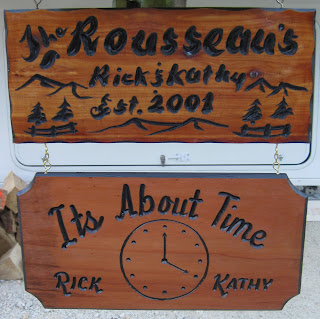 The Rousseau's
Rick & Kathy
Est. 2001
Its About Time
Rick Kathy